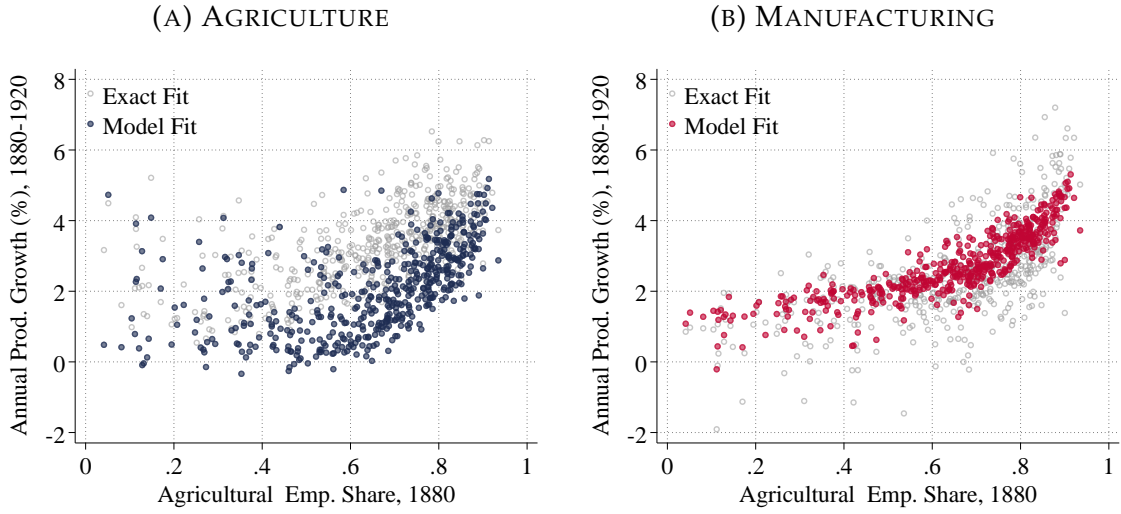 (A) AGRICULTURE
Annual Prod. Growth (%), 1880-1920
8
6
4
2
0
-2
Exact Fit
Model Fit
0 .2 .4 .6 .8 1
Agricultural Emp. Share, 1880
(B) MANUFACTURING
Annual Prod. Growth (%), 1880-1920
8
6
4
2
0
-2
Exact Fit
Model Fit
0 .2 .4 .6 .8 1
Agricultural Emp. Share, 1880